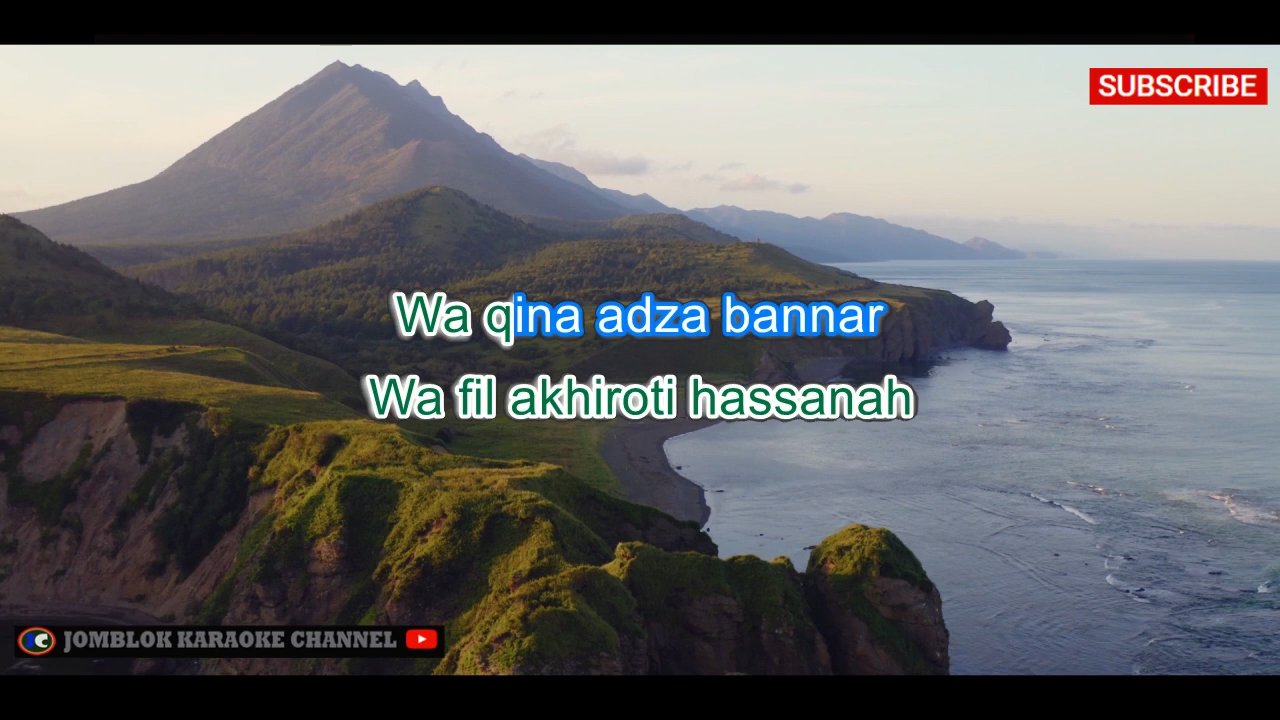 SUBSCRIBE
Wa qina adza bannar
Wa fil akhiroti hassanah
JOMBLOK KARAOKE CHANNEL